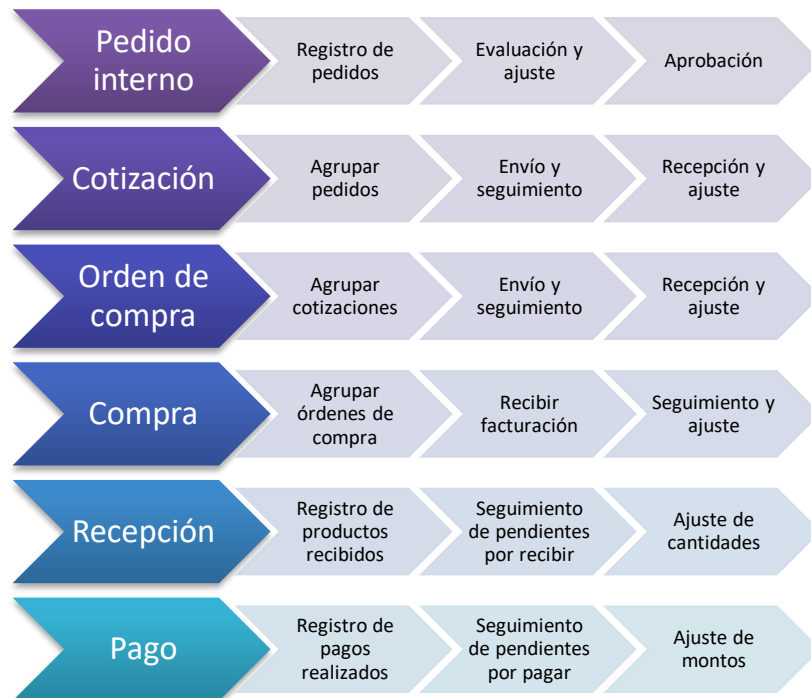 Pedido
interno
Registro de
pedidos
Evaluación y
ajuste
Aprobación
Cotización
Agrupar
pedidos
Envío y
seguimiento
Recepción y
ajuste
Orden de
compra
Agrupar
cotizaciones
Envío y
seguimiento
Recepción y
ajuste
Compra
Agrupar
órdenes de
compra
Recibir
facturación
Seguimiento y
ajuste
Recepción
Registro de
productos
recibidos
Seguimiento
de pendientes
por recibir
Ajuste de
cantidades
Pago
Registro de
pagos
realizados
Seguimiento
de pendientes
por pagar
Ajuste de
montos